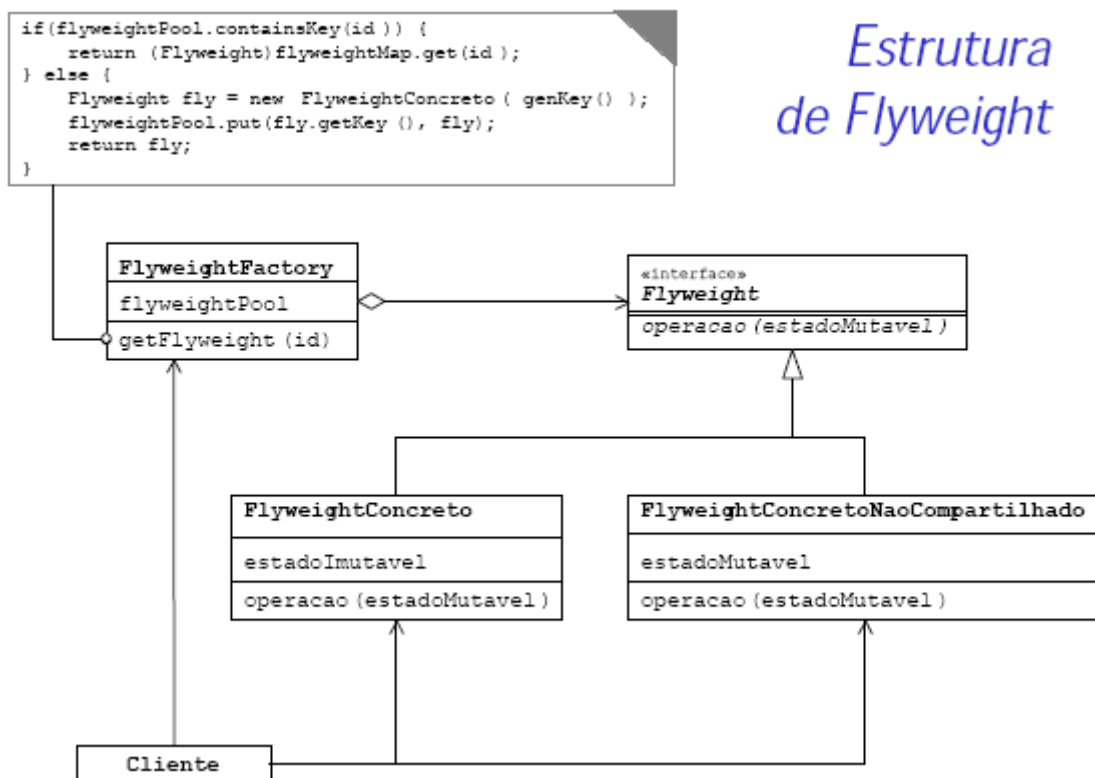 if(flyweightPool.containsKey(id )) {
return (Flyweight)flyweightMap.get(id );
} else {
Flyweight fly = new FlyweightConcreto ( genKey() );
flyweightPool.put(fly.getKey (), fly);
return fly;
}
Estrutura
de Flyweight
FlyweightFactory
flyweightPool
getFlyweight (id)
«interface»
Flyweight
operacao (estadoMutavel )
FlyweightConcreto
estadoImutavel
operacao (estadoMutavel )
FlyweightConcretoNaoCompartilhado
estadoMutavel
operacao (estadoMutavel )
Cliente